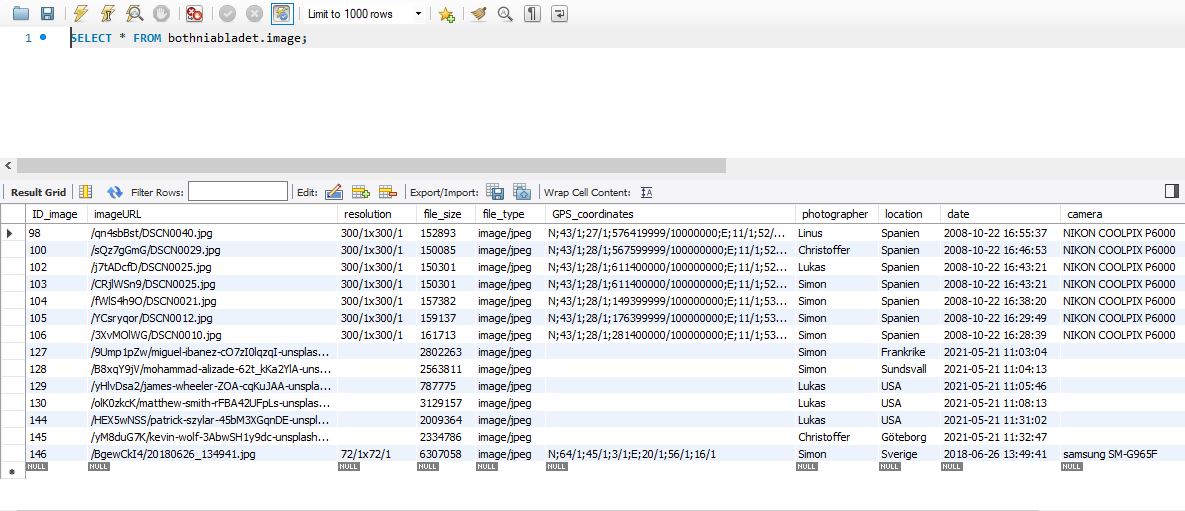 Limit to 1000 rows
1 SELECT * FROM bothniabladet.image;
Result Grid Filter Rows: Edit: Export/Import: Wrap Cell Content:
ID_image imageURL resolution file_size file_type GPS_coordinates photographer location date camera
98 /qn4sbBst/DSCN0040.jpg 300/1x300/1 152893 image/jpeg N;43/1;27/1;576419999/10000000;E;11/1;52/... Linus Spanien 2008-10-22 16:55:37 NIKON COOLPIX P6000
100 /sQz7gGmG/DSCN0029.jpg 300/1x300/1 150085 image/jpeg N;43/1;28/1;567599999/100000000;E;11/1;52... Christoffer Spanien 2008-10-22 16:46:53 NIKON COOLPIX P6000
102 /j7tADcfD/DSCN0025.jpg 300/1x300/1 150301 image/jpeg N;43/1;28/1;611400000/100000000;E;11/1;52... Lukas Spanien 2008-10-22 16:43:21 NIKON COOLPIX P6000
103 /CRjlWSn9/DSCN0025.jpg 300/1x300/1 150301 image/jpeg N;43/1;28/1;611400000/100000000;E;11/1;52... Simon Spanien 2008-10-22 16:43:21 NIKON COOLPIX P6000
104 /fWlS4h9O/DSCN0021.jpg 300/1x300/1 157382 image/jpeg N;43/1;28/1;149399999/100000000;E;11/1;53... Simon Spanien 2008-10-22 16:38:20 NIKON COOLPIX P6000
105 /YCsryqor/DSCN0012.jpg 300/1x300/1 159137 image/jpeg N;43/1;28/1;176399999/100000000;E;11/1;53... Simon Spanien 2008-10-22 16:29:49 NIKON COOLPIX P6000
106 /3XvMOlWG/DSCN0010.jpg 300/1x300/1 161713 image/jpeg N;43/1;28/1;281400000/100000000;E;11/1;53... Simon Spanien 2008-10-22 16:28:39 NIKON COOLPIX P6000
127 /9Ump1pZw/miguel-ibanez-cO7zI0lqzqI-unsplas... 2802263 image/jpeg Simon Frankrike 2021-05-21 11:03:04
128 /B8xqY9jV/mohammad-alizade-62t_kKa2YlA-uns... 2563811 image/jpeg Simon Sundsvall 2021-05-21 11:04:13
129 /yHlvDsa2/james-wheeler-ZOA-cqKuJAA-unspla... 787775 image/jpeg Lukas USA 2021-05-21 11:05:46
130 /olK0zkcK/matthew-smith-rFBA42UFpLs-unsplas... 3129157 image/jpeg Lukas USA 2021-05-21 11:08:13
144 /HEX5wNSS/patrick-szylar-45bM3XGqnDE-unspl... 2009364 image/jpeg Lukas USA 2021-05-21 11:31:02
145 /yM8duG7K/kevin-wolf-3AbwSH1y9dc-unsplash... 2334786 image/jpeg Christoffer Göteborg 2021-05-21 11:32:47
146 /BgewCkI4/20180626_134941.jpg 72/1x72/1 6307058 image/jpeg N;64/1;45/1;3/1;E;20/1;56/1;16/1 Simon Sverige 2018-06-26 13:49:41 samsung SM-G965F
NULL NULL NULL NULL NULL NULL NULL NULL NULL NULL